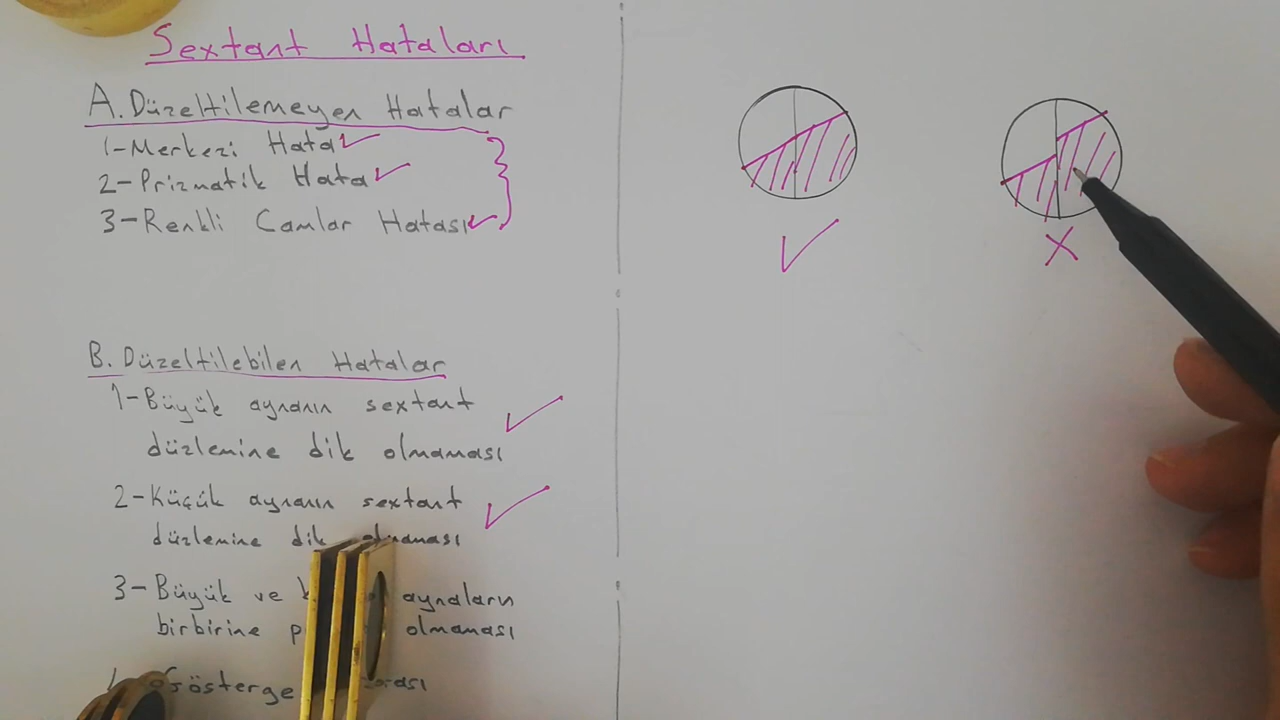 Sextant Hataları
A. Düzeltilemeyen Hatalar
1-Merkezi Hata
2-Prizmatik Hata
3-Renkli Camlar Hatası
B. Düzeltilebilen Hatalar
1-Büyük aynanın sextant
düzlemine dik olmaması
2-Küçük aynanın sextant
düzlemine dik olmaması
3-Büyük ve aynaların
birbirine olmaması
Gösterge